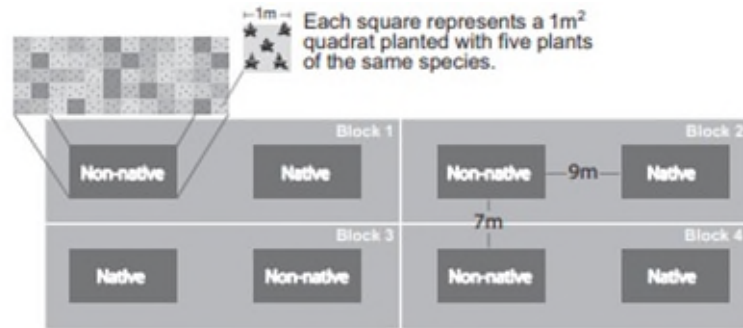 1m
Each square represents a 1m²
quadrat planted with five plants
of the same species.
Block 1
Block 2
Non-native
Native
Non-native
9m
Native
7m
Block 3
Block 4
Native
Non-native
Non-native
Native